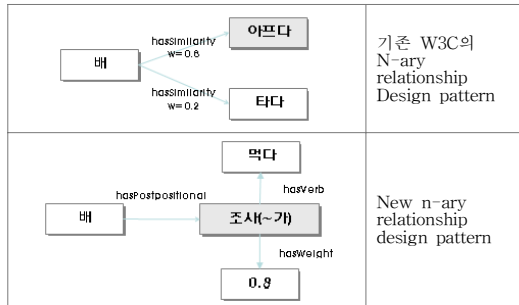 아프다
hasSimilarity
w=0.6
배
hasSimilarity
w=0.2
타다
기존 W3C의
N-ary
relationship
Design pattern
먹다
hasPostpositional
hasVerb
배
조사(~가)
hasWeight
0.8
New n-ary
relationship
design pattern